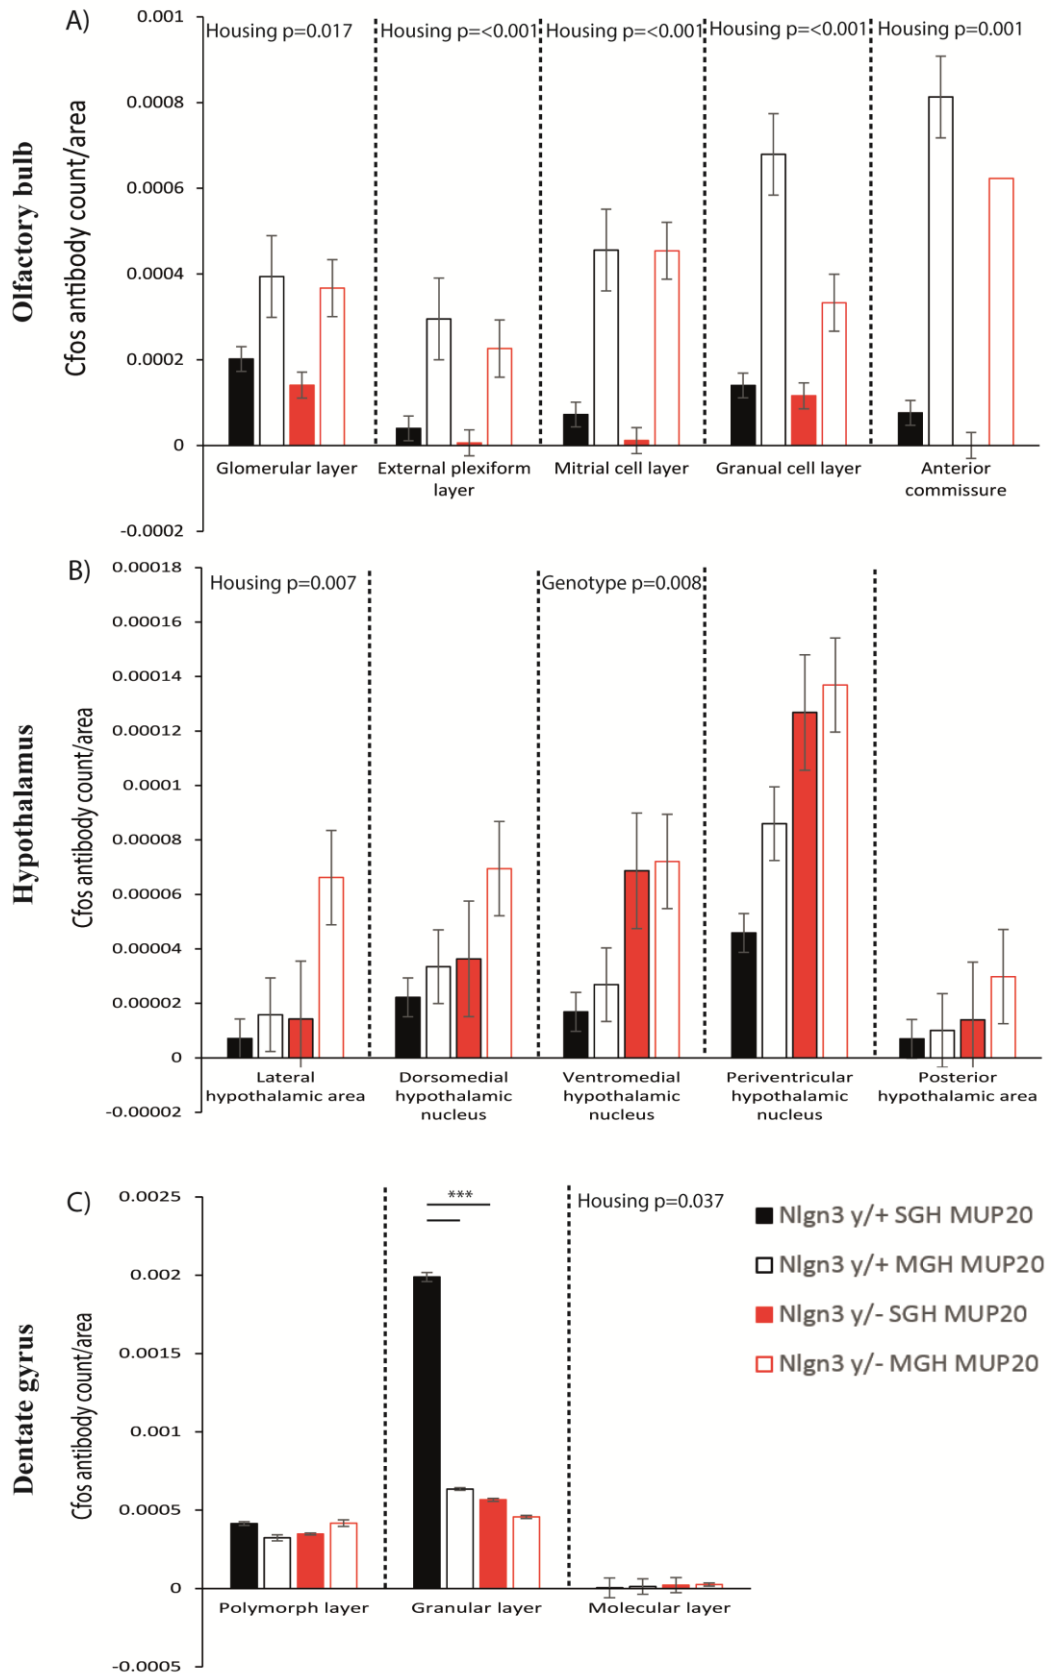 A)
Olfactory bulb
Cfos antibody count/area
0.001
0.0008
0.0006
0.0004
0.0002
0
-0.0002
Housing p=0.017
Housing p=<0.001
Housing p=<0.001
Housing p=<0.001
Housing p=0.001
Glomerular layer
External plexiform
layer
Mitrial cell layer
Granual cell layer
Anterior
commissure
B)
Hypothalamus
Cfos antibody count/area
0.00018
0.00016
0.00014
0.00012
0.0001
0.00008
0.00006
0.00004
0.00002
0
-0.00002
Housing p=0.007
Genotype p=0.008
Lateral
hypothalamic area
Dorsomedial
hypothalamic
nucleus
Ventromedial
hypothalamic
nucleus
Periventricular
hypothalamic
nucleus
Posterior
hypothalamic area
C)
Dentate gyrus
Cfos antibody count/area
0.0025
0.002
0.0015
0.001
0.0005
0
-0.0005
***
Housing p=0.037
Polymorph layer
Granular layer
Molecular layer
Nlgn3 y/+ SGH MUP20
Nlgn3 y/+ MGH MUP20
Nlgn3 y/- SGH MUP20
Nlgn3 y/- MGH MUP20